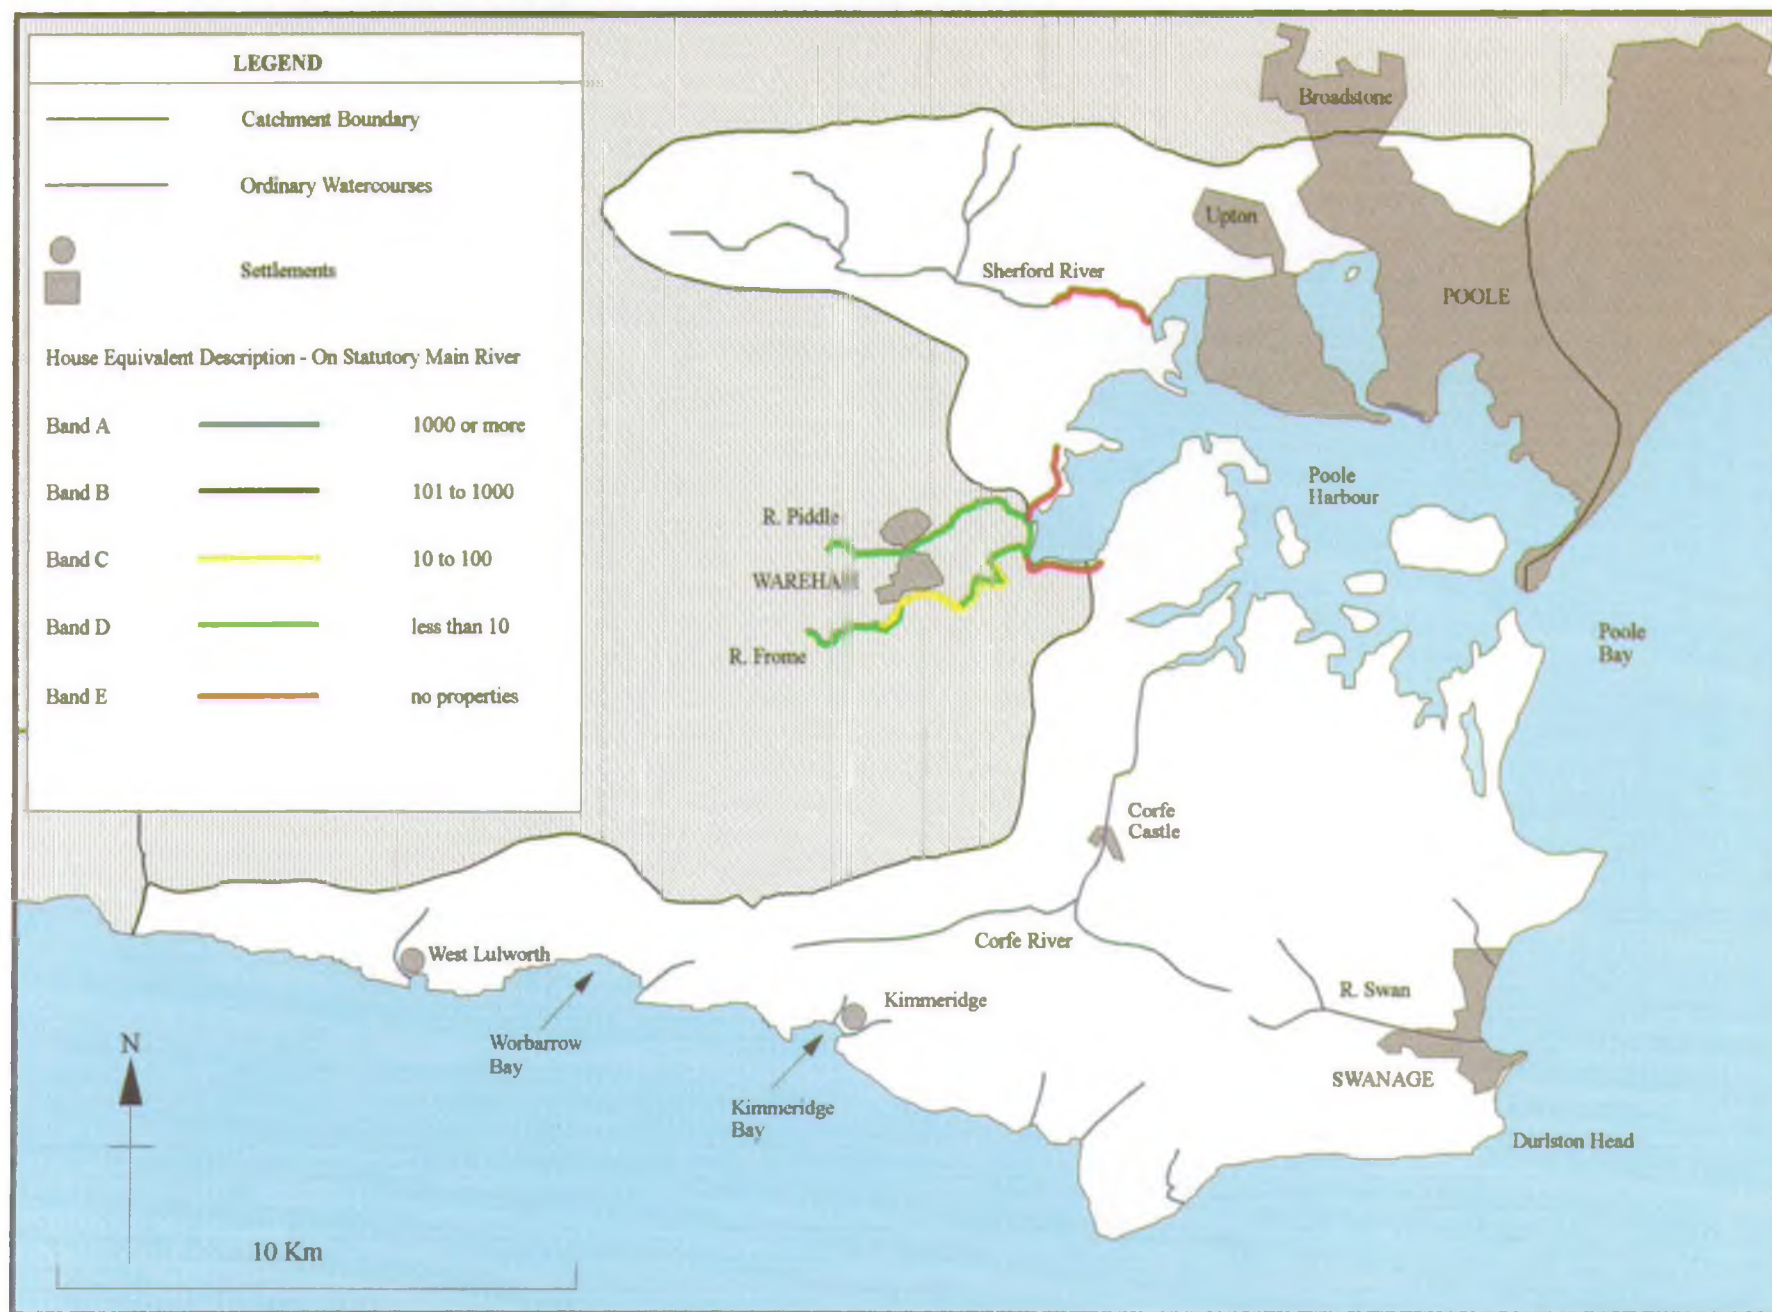 LEGEND
Catchment Boundary
Ordinary Watercourses
Settlements
House Equivalent Description - On Statutory Main River
Band A 1000 or more
Band B 101 to 1000
Band C 10 to 100
Band D less than 10
Band E no properties
Broadstone
Upton
Sherford River
POOLE
Poole
Harbour
R. Piddle
WAREHAM
R. Frome
Poole
Bay
Corfe
Castle
Corfe River
West Lulworth
R. Swan
Kimmeridge
Worbarrow
Bay
SWANAGE
Kimmeridge
Bay
Durlston Head
N
10 Km